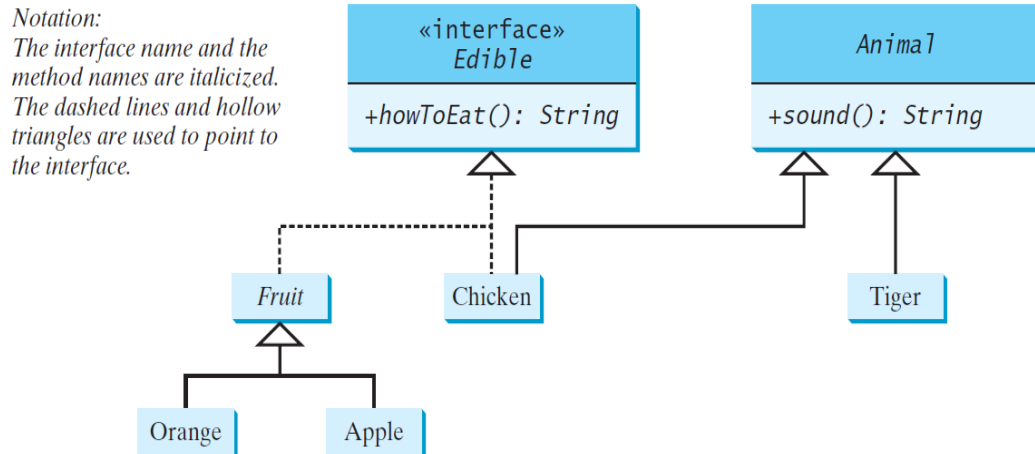 Notation:
The interface name and the
method names are italicized.
The dashed lines and hollow
triangles are used to point to
the interface.
«interface»
Edible
+howToEat(): String
Animal
+sound(): String
Fruit
Chicken
Tiger
Orange
Apple